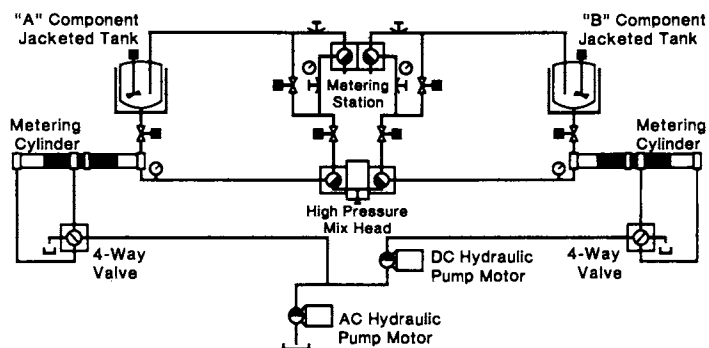 "A" Component
Jacketed Tank
"B" Component
Jacketed Tank
Metering
Station
Metering
Cylinder
Metering
Cylinder
High Pressure
Mix Head
4-Way
Valve
4-Way
Valve
DC Hydraulic
Pump Motor
AC Hydraulic
Pump Motor